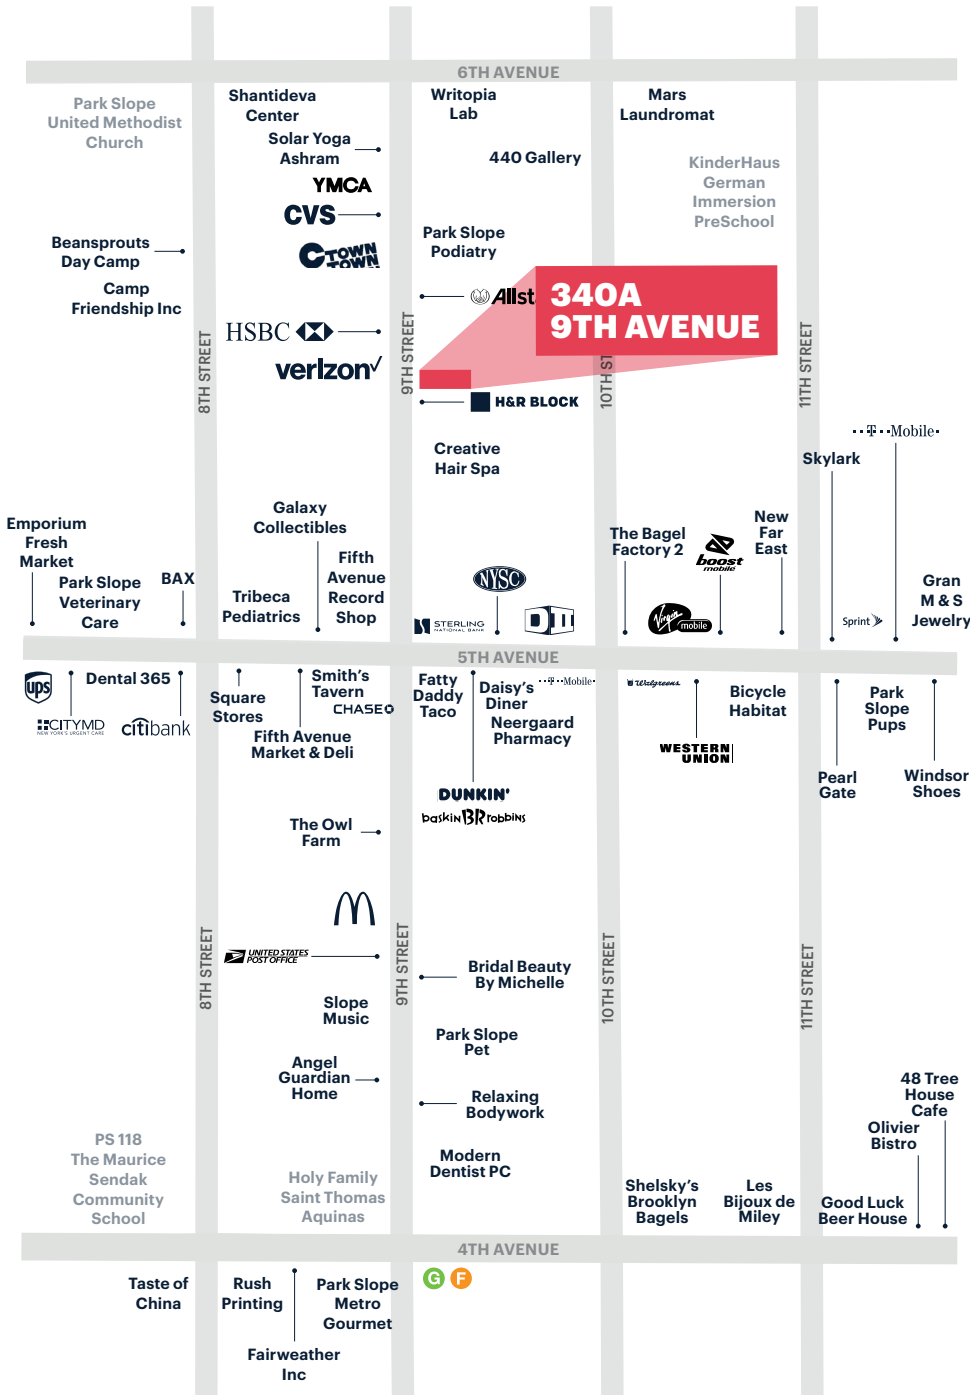 6TH AVENUE
Park Slope
United Methodist
Church
Shantideva
Center
Writopia
Lab
Mars
Laundromat
Solar Yoga
Ashram
440 Gallery
YMCA
CVS
KinderHaus
German
Immersion
PreSchool
Beansprouts
Day Camp
CTOWN
TOWN
Park Slope
Podiatry
Camp
Friendship Inc
Allst
340A
9TH AVENUE
HSBC
verizon
8TH STREET
9TH STREET
10TH ST
11TH STREET
H&R BLOCK
Creative
Hair Spa
T-Mobile
Skylark
Emporium
Fresh
Market
Park Slope
Veterinary
Care
BAX
Galaxy
Collectibles
Tribeca
Pediatrics
Fifth
Avenue
Record
Shop
NYSC
STERLING
NATIONAL BANK
The Bagel
Factory 2
boost
mobile
Virgin
mobile
New
Far
East
Sprint
Gran
M & S
Jewelry
5TH AVENUE
ups
CITYMD
NEW YORK'S URGENT CARE
Dental 365
citibank
Square
Stores
Smith's
Tavern
CHASE
Fifth Avenue
Market & Deli
Fatty
Daddy
Taco
Daisy's
Diner
T-Mobile
Neergaard
Pharmacy
Walgreens
WESTERN
UNION
Bicycle
Habitat
Park
Slope
Pups
Pearl
Gate
Windsor
Shoes
DUNKIN'
baskin BR robbins
The Owl
Farm
8TH STREET
9TH STREET
10TH STREET
11TH STREET
UNITED STATES
POST OFFICE
Bridal Beauty
By Michelle
Slope
Music
Park Slope
Pet
Angel
Guardian
Home
Relaxing
Bodywork
48 Tree
House
Cafe
Olivier
Bistro
PS 118
The Maurice
Sendak
Community
School
Holy Family
Saint Thomas
Aquinas
Modern
Dentist PC
Shelsky's
Brooklyn
Bagels
Les
Bijoux de
Miley
Good Luck
Beer House
4TH AVENUE
G F
Taste of
China
Rush
Printing
Park Slope
Metro
Gourmet
Fairweather
Inc